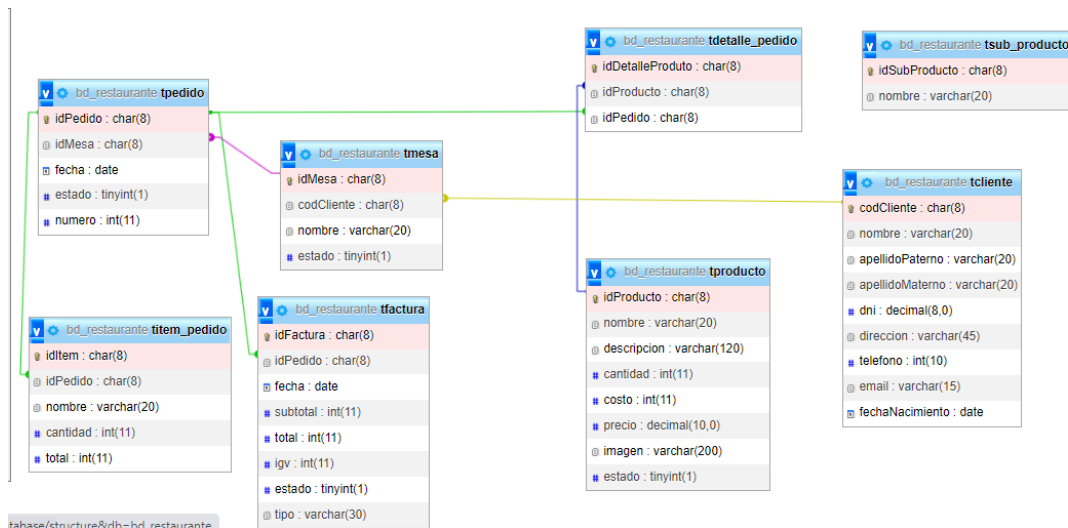 bd_restaurante tpedido
idPedido : char(8)
idMesa : char(8)
fecha : date
estado : tinyint(1)
numero : int(11)
bd_restaurante tmesa
idMesa : char(8)
codCliente : char(8)
nombre : varchar(20)
estado : tinyint(1)
bd_restaurante titem_pedido
idItem : char(8)
idPedido : char(8)
nombre : varchar(20)
cantidad : int(11)
total : int(11)
bd_restaurante tfactura
idFactura : char(8)
idPedido : char(8)
fecha : date
subtotal : int(11)
total : int(11)
igv : int(11)
estado : tinyint(1)
tipo : varchar(30)
bd_restaurante tdetalle_pedido
idDetalleProduto : char(8)
idProducto : char(8)
idPedido : char(8)
bd_restaurante tproducto
idProducto : char(8)
nombre : varchar(20)
descripcion : varchar(120)
cantidad : int(11)
costo : int(11)
precio : decimal(10,0)
imagen : varchar(200)
estado : tinyint(1)
bd_restaurante tsub_producto
idSubProducto : char(8)
nombre : varchar(20)
bd_restaurante tcliente
codCliente : char(8)
nombre : varchar(20)
apellidoPaterno : varchar(20)
apellidoMaterno : varchar(20)
dni : decimal(8,0)
direccion : varchar(45)
telefono : int(10)
email : varchar(15)
fechaNacimiento : date
tabase/structure&db=bd_restaurante